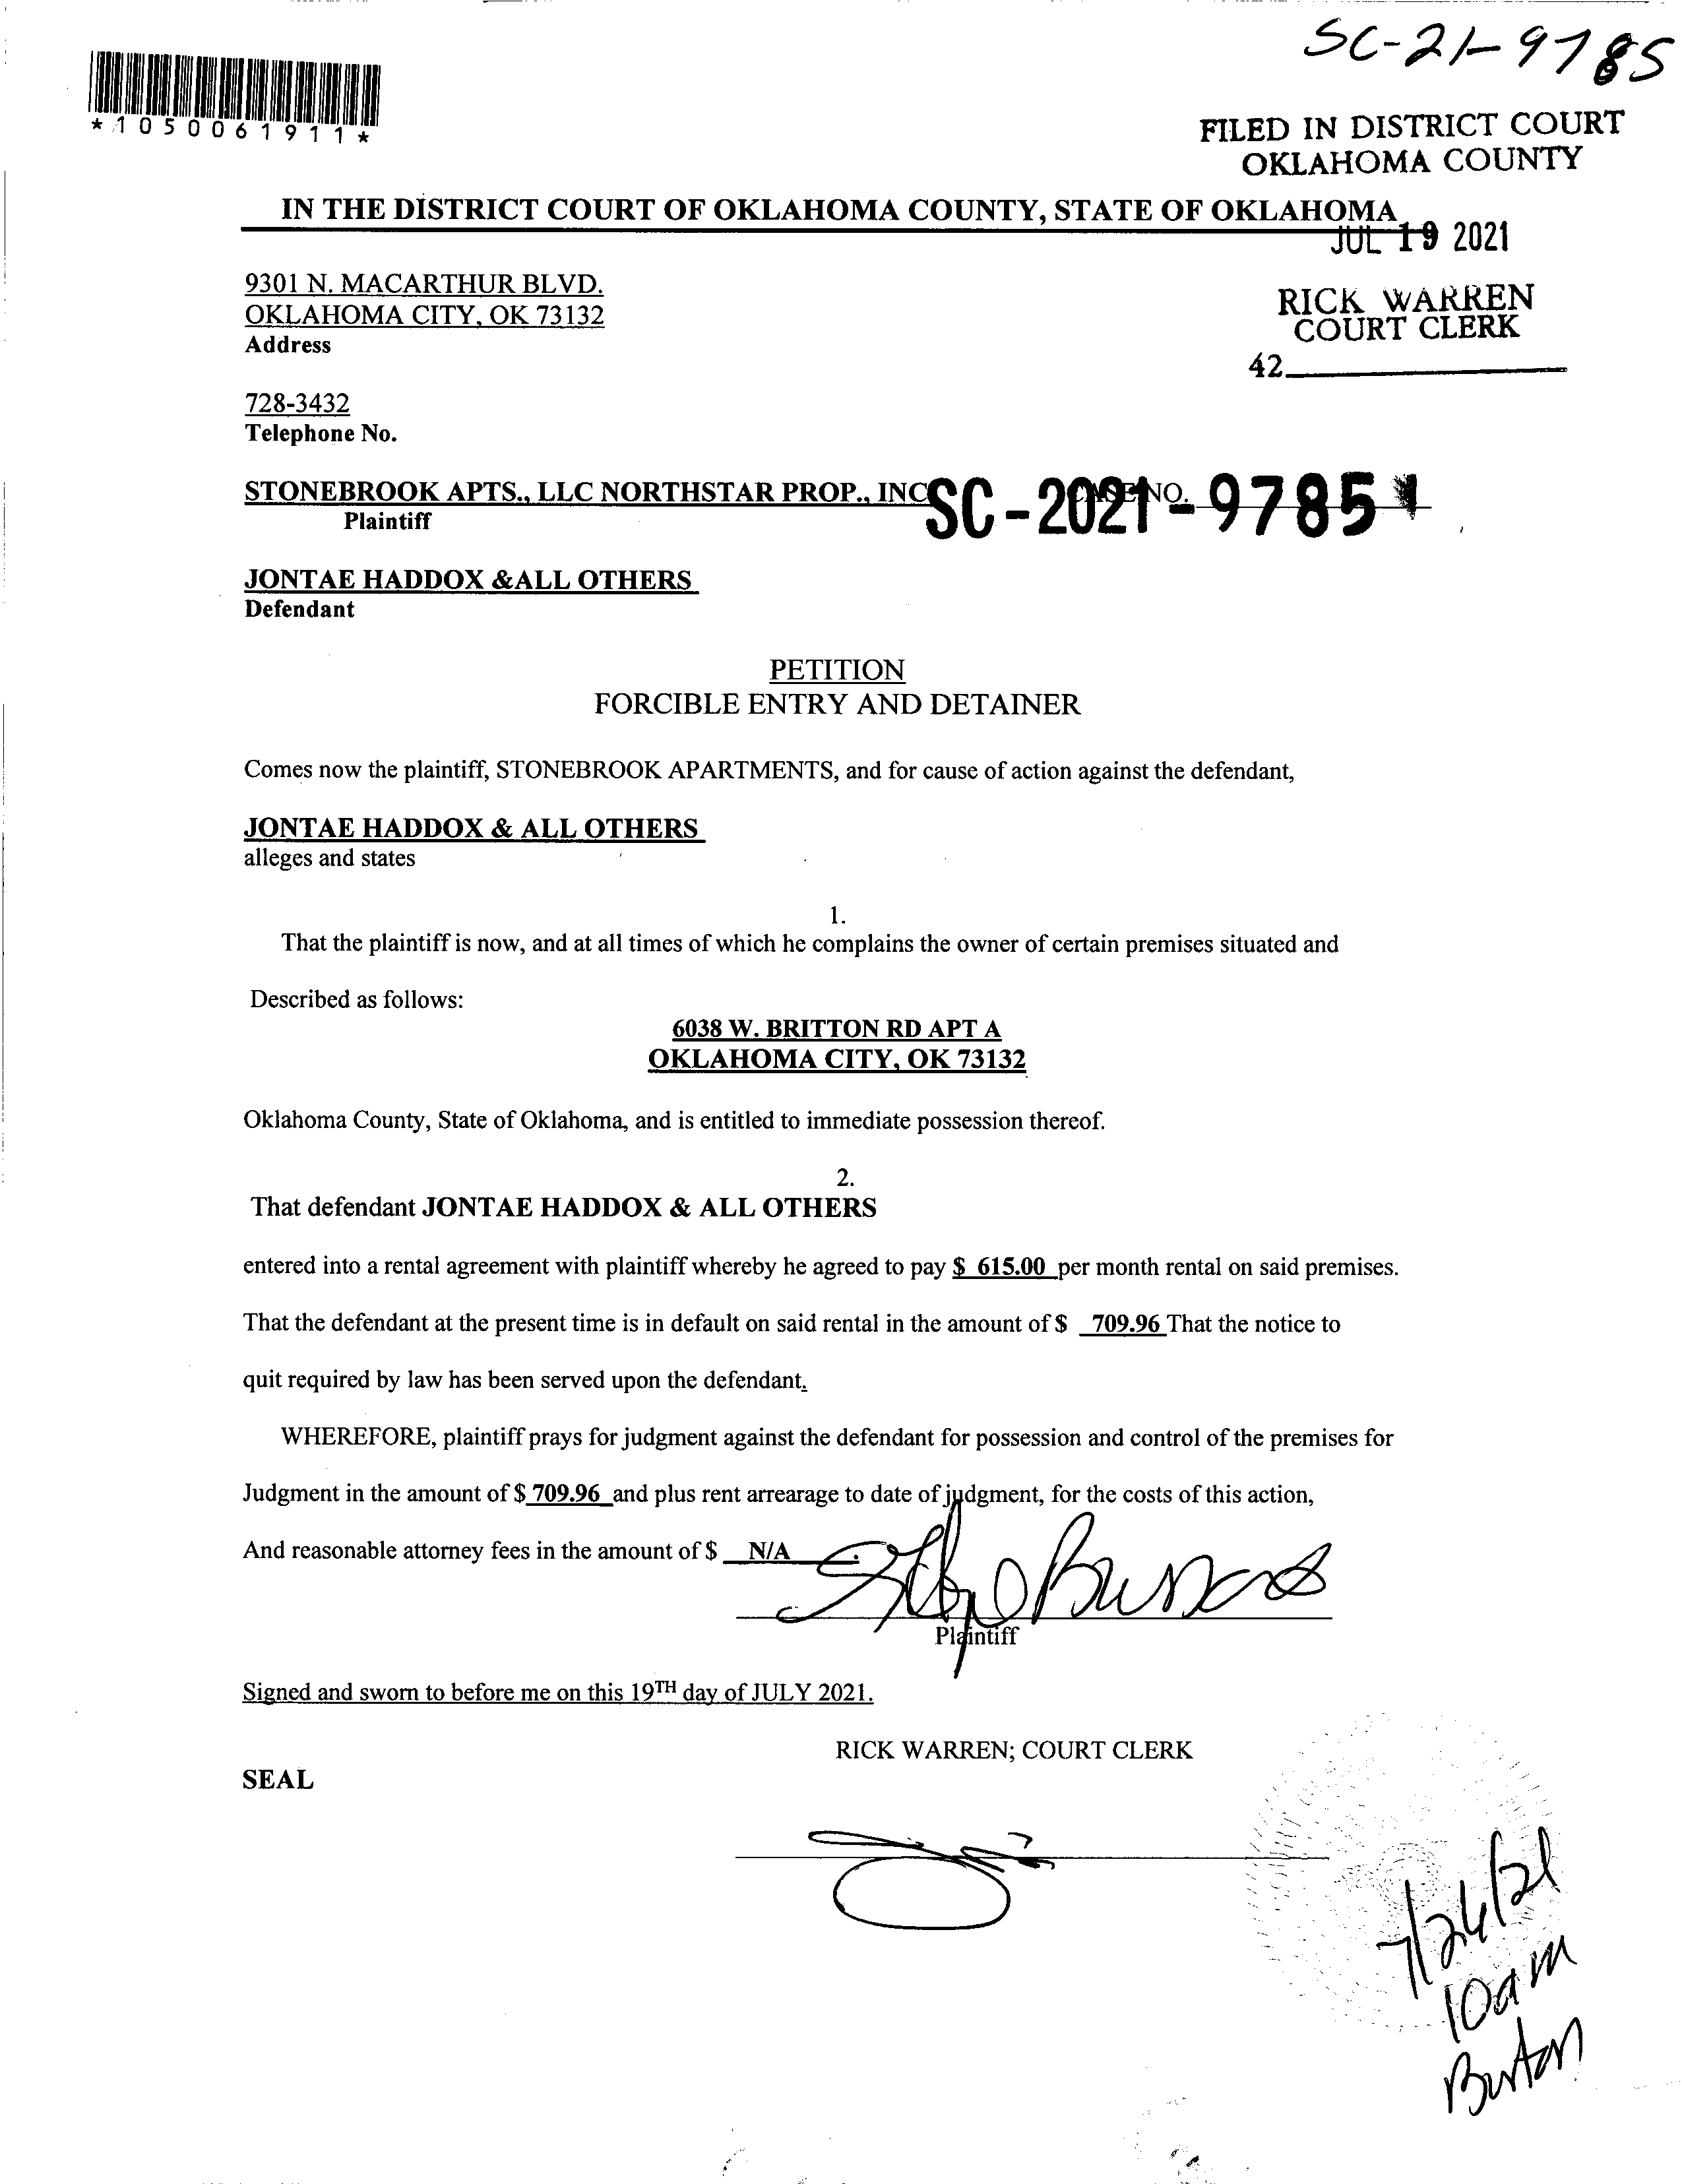 SC-21-9785
*1050061911*
FILED IN DISTRICT COURT
OKLAHOMA COUNTY
IN THE DISTRICT COURT OF OKLAHOMA COUNTY, STATE OF OKLAHOMA
JUL 19 2021
9301 N. MACARTHUR BLVD.
OKLAHOMA CITY, OK 73132
Address
RICK WARREN
COURT CLERK
42
728-3432
Telephone No.
STONEBROOK APTS., LLC NORTHSTAR PROP., INC
CASE NO.
SC-2021-9785
Plaintiff
JONTAE HADDOX &ALL OTHERS
Defendant
PETITION
FORCIBLE ENTRY AND DETAINER
Comes now the plaintiff, STONEBROOK APARTMENTS, and for cause of action against the defendant,
JONTAE HADDOX & ALL OTHERS
alleges and states
1.
That the plaintiff is now, and at all times of which he complains the owner of certain premises situated and
Described as follows:
6038 W. BRITTON RD APT A
OKLAHOMA CITY, OK 73132
Oklahoma County, State of Oklahoma, and is entitled to immediate possession thereof.
2.
That defendant JONTAE HADDOX & ALL OTHERS
entered into a rental agreement with plaintiff whereby he agreed to pay $ 615.00 per month rental on said premises.
That the defendant at the present time is in default on said rental in the amount of $ 709.96 That the notice to
quit required by law has been served upon the defendant.
WHEREFORE, plaintiff prays for judgment against the defendant for possession and control of the premises for
Judgment in the amount of $ 709.96 and plus rent arrearage to date of judgment, for the costs of this action,
And reasonable attorney fees in the amount of $ N/A .
Plaintiff
Signed and sworn to before me on this 19TH day of JULY 2021.
RICK WARREN; COURT CLERK
SEAL
7/26/21
10am
Burton